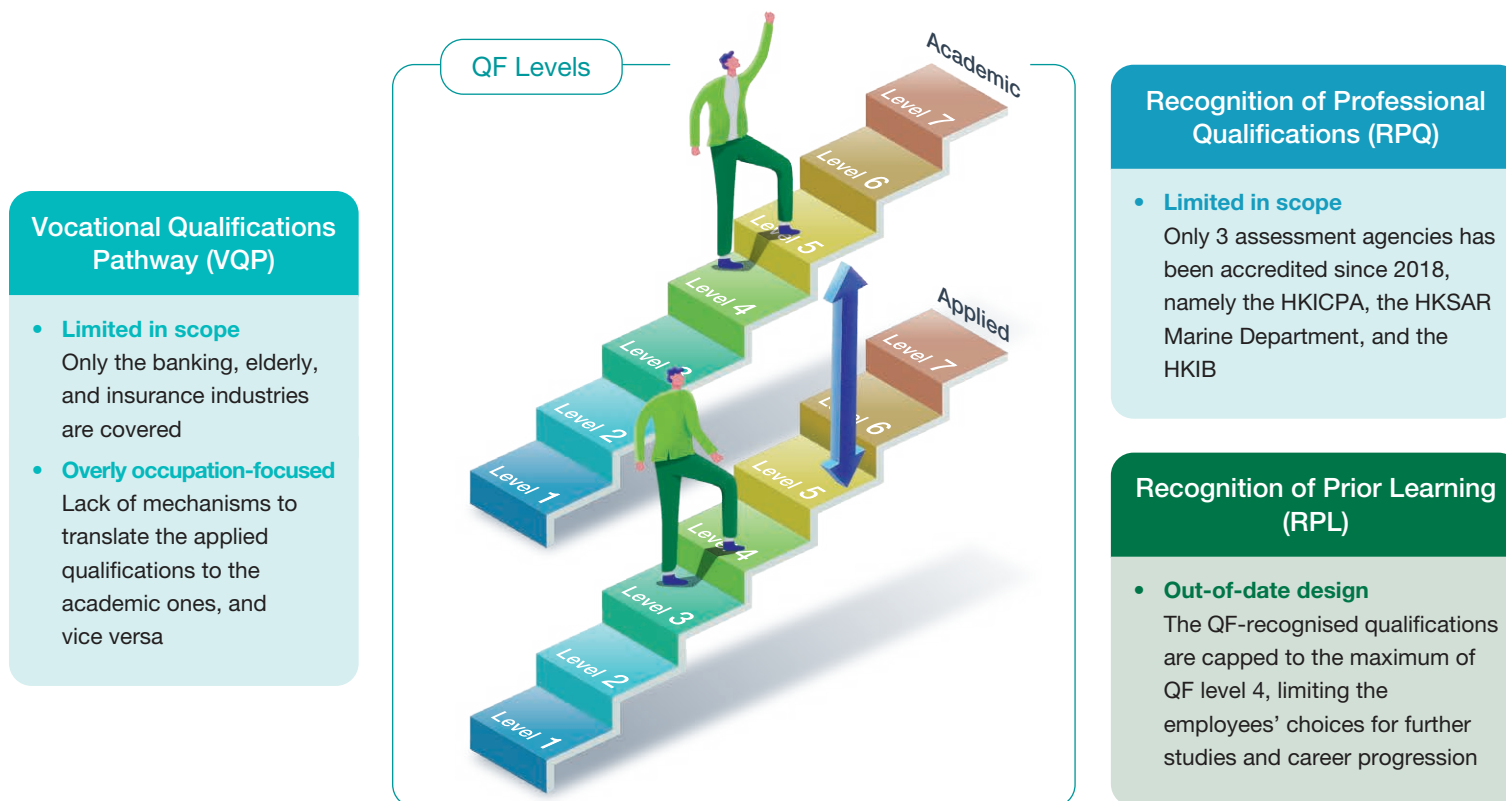 Vocational Qualifications
Pathway (VQP)
• Limited in scope
Only the banking, elderly,
and insurance industries
are covered
• Overly occupation-focused
Lack of mechanisms to
translate the applied
qualifications to the
academic ones, and
vice versa
QF Levels
Academic
Level 7
Level 6
Level 5
Level 4
Level 3
Level 2
Level 1
Applied
Level 7
Level 6
Level 5
Level 4
Level 3
Level 2
Level 1
Recognition of Professional
Qualifications (RPQ)
• Limited in scope
Only 3 assessment agencies has
been accredited since 2018,
namely the HKICPA, the HKSAR
Marine Department, and the
HKIB
Recognition of Prior Learning
(RPL)
• Out-of-date design
The QF-recognised qualifications
are capped to the maximum of
QF level 4, limiting the
employees’ choices for further
studies and career progression